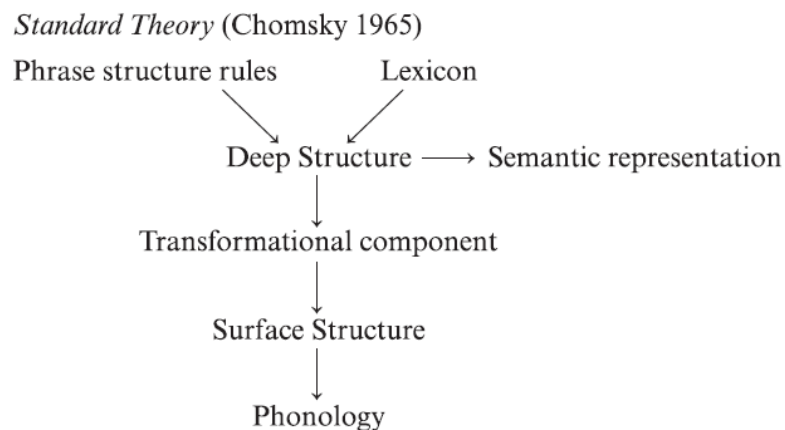 Standard Theory (Chomsky 1965)
Phrase structure rules Lexicon
Deep Structure Semantic representation
Transformational component
Surface Structure
Phonology